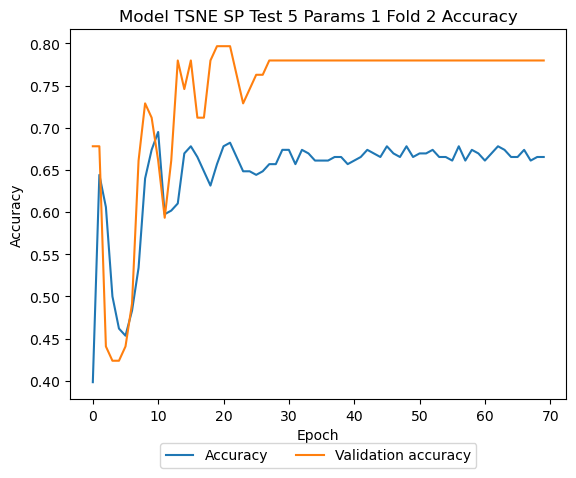 Model TSNE SP Test 5 Params 1 Fold 2 Accuracy
0.80
0.75
0.70
0.65
0.60
0.55
0.50
0.45
0.40
Accuracy
0 10 20 30 40 50 60 70
Epoch
Accuracy Validation accuracy